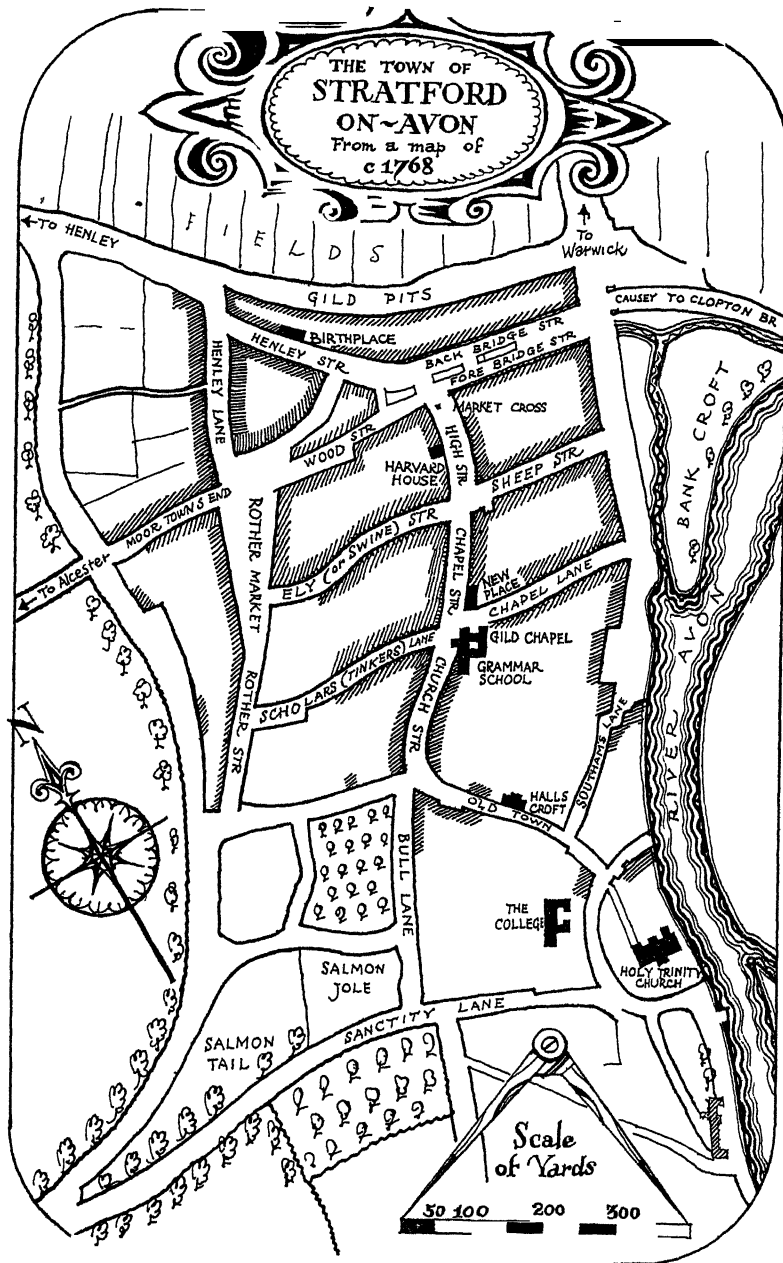 THE TOWN OF
STRATFORD
ON~AVON
From a map of
c 1768
TO HENLEY
FIELDS
To
Warwick
GILD PITS
CAUSEY TO CLOPTON BR
BIRTHPLACE
HENLEY STR
BACK BRIDGE STR
FORE BRIDGE STR
HENLEY LANE
MARKET CROSS
BANK CROFT
WOOD STR
HIGH STR
HARVARD
HOUSE
SHEEP STR
MOOR TOWNS END
ROTHER MARKET
ELY (or SWINE) STR
CHAPEL STR
To Alcester
NEW
PLACE
CHAPEL LANE
RIVER AVON
GILD CHAPEL
GRAMMAR
SCHOOL
SCHOLARS (TINKERS) LANE
CHURCH STR
ROTHER STR
SOUTHAMS LANE
N
HALLS
CROFT
OLD TOWN
BULL LANE
THE
COLLEGE
HOLY TRINITY
CHURCH
SALMON
JOLE
SANCTITY LANE
SALMON
TAIL
Scale
of Yards
50 100 200 300